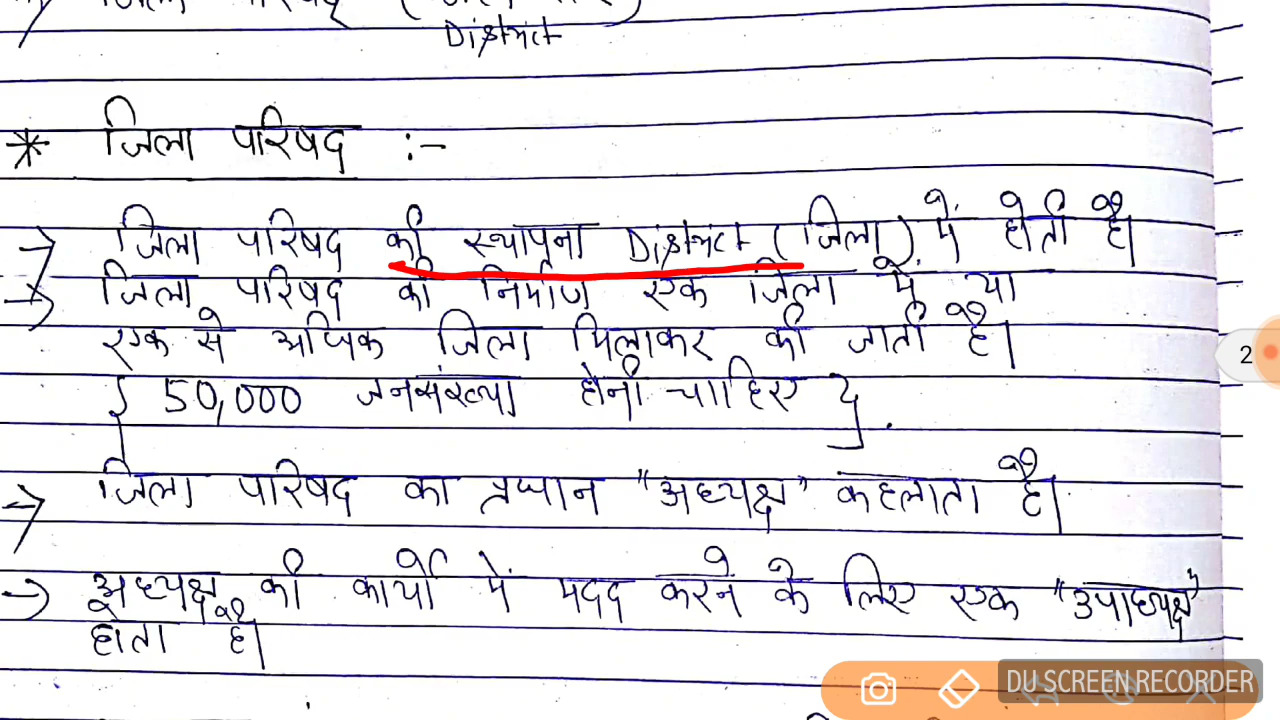 District
* जिला परिषद :-
→ जिला परिषद की स्थापना District (जिला) में होती है।
→ जिला परिषद की निर्माण एक जिला में या
एक से अधिक जिला मिलाकर की जाती है।
[ 50,000 जनसंख्या होनी चाहिए ].
→ जिला परिषद का प्रधान "अध्यक्ष" कहलाता है।
→ अध्यक्ष की कार्यो में मदद करने के लिए एक "उपाध्यक्ष"
होता है।
2
DU SCREEN RECORDER